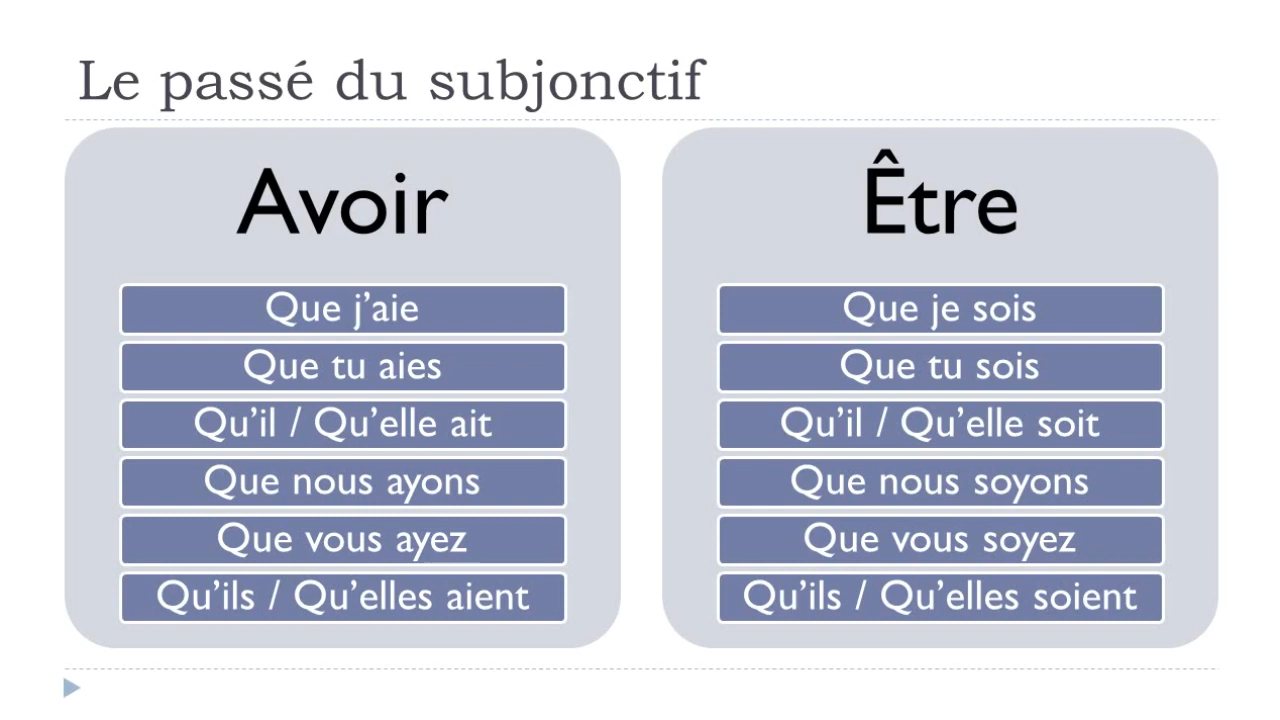 Le passé du subjonctif
Avoir
Que j’aie
Que tu aies
Qu’il / Qu’elle ait
Que nous ayons
Que vous ayez
Qu’ils / Qu’elles aient
Être
Que je sois
Que tu sois
Qu’il / Qu’elle soit
Que nous soyons
Que vous soyez
Qu’ils / Qu’elles soient